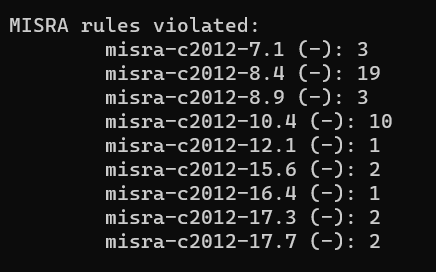 MISRA rules violated:
misra-c2012-7.1 (-): 3
misra-c2012-8.4 (-): 19
misra-c2012-8.9 (-): 3
misra-c2012-10.4 (-): 10
misra-c2012-12.1 (-): 1
misra-c2012-15.6 (-): 2
misra-c2012-16.4 (-): 1
misra-c2012-17.3 (-): 2
misra-c2012-17.7 (-): 2